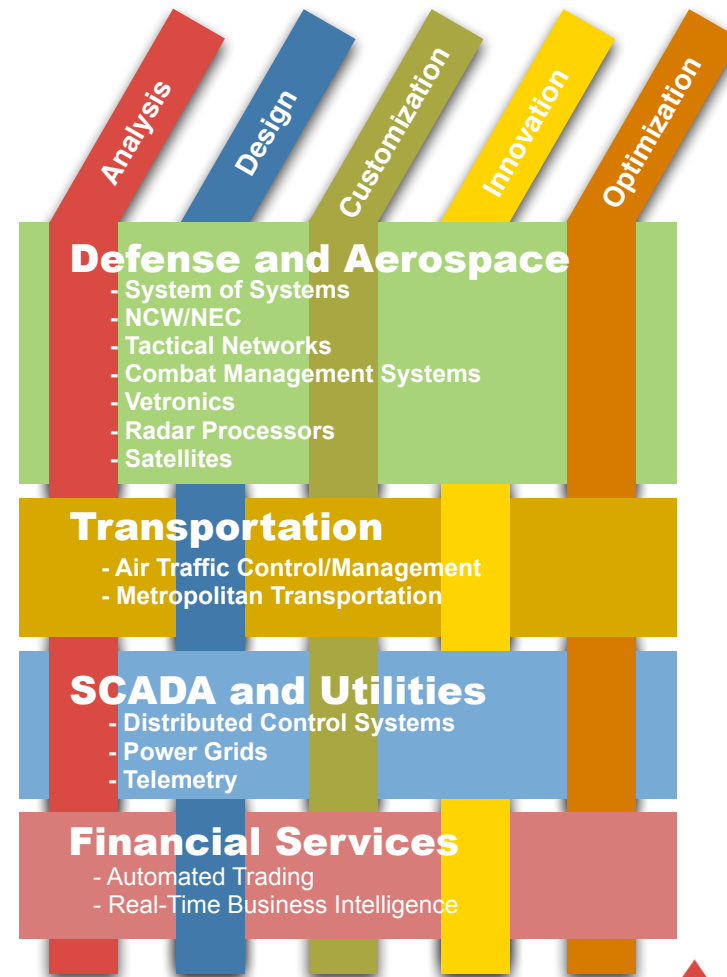 Analysis
Design
Customization
Innovation
Optimization
Defense and Aerospace
- System of Systems
- NCW/NEC
- Tactical Networks
- Combat Management Systems
- Vetronics
- Radar Processors
- Satellites
Transportation
- Air Traffic Control/Management
- Metropolitan Transportation
SCADA and Utilities
- Distributed Control Systems
- Power Grids
- Telemetry
Financial Services
- Automated Trading
- Real-Time Business Intelligence